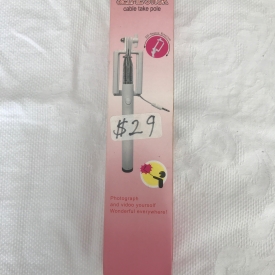 cable take pole
$29
Photograph
and video yourself
Wonderful everywhere!